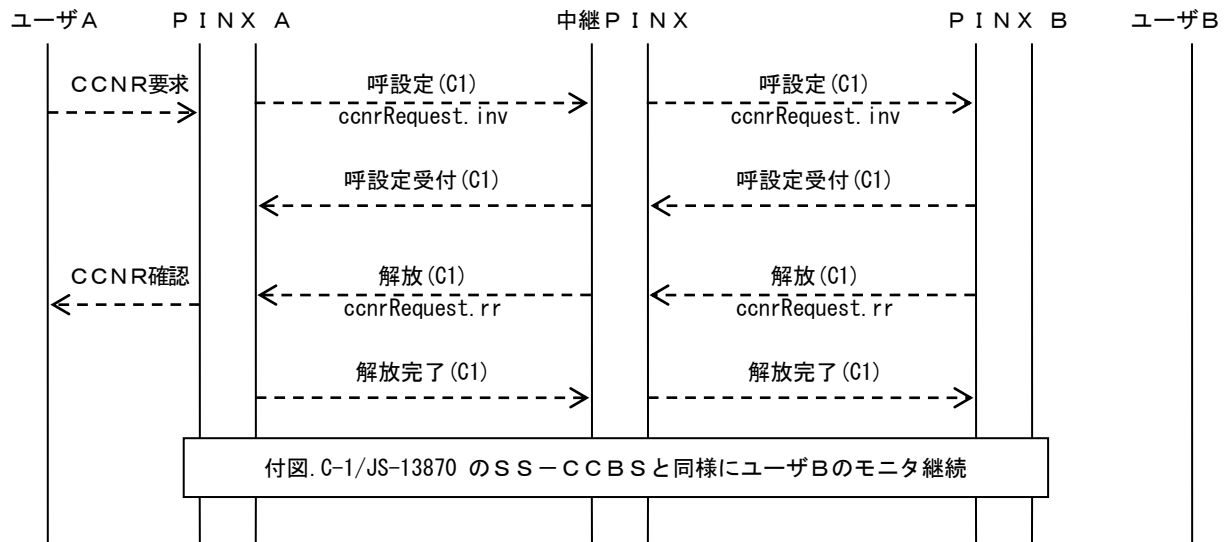 ユーザA ＰＩＮＸ Ａ 中継ＰＩＮＸ ＰＩＮＸ Ｂ ユーザB
ＣＣＮＲ要求 呼設定(C1) 呼設定(C1)
ccnrRequest.inv ccnrRequest.inv
呼設定受付(C1) 呼設定受付(C1)
ＣＣＮＲ確認 解放(C1) 解放(C1)
ccnrRequest.rr ccnrRequest.rr
解放完了(C1) 解放完了(C1)
付図.C-1/JS-13870 のＳＳ－ＣＣＢＳと同様にユーザＢのモニタ継続